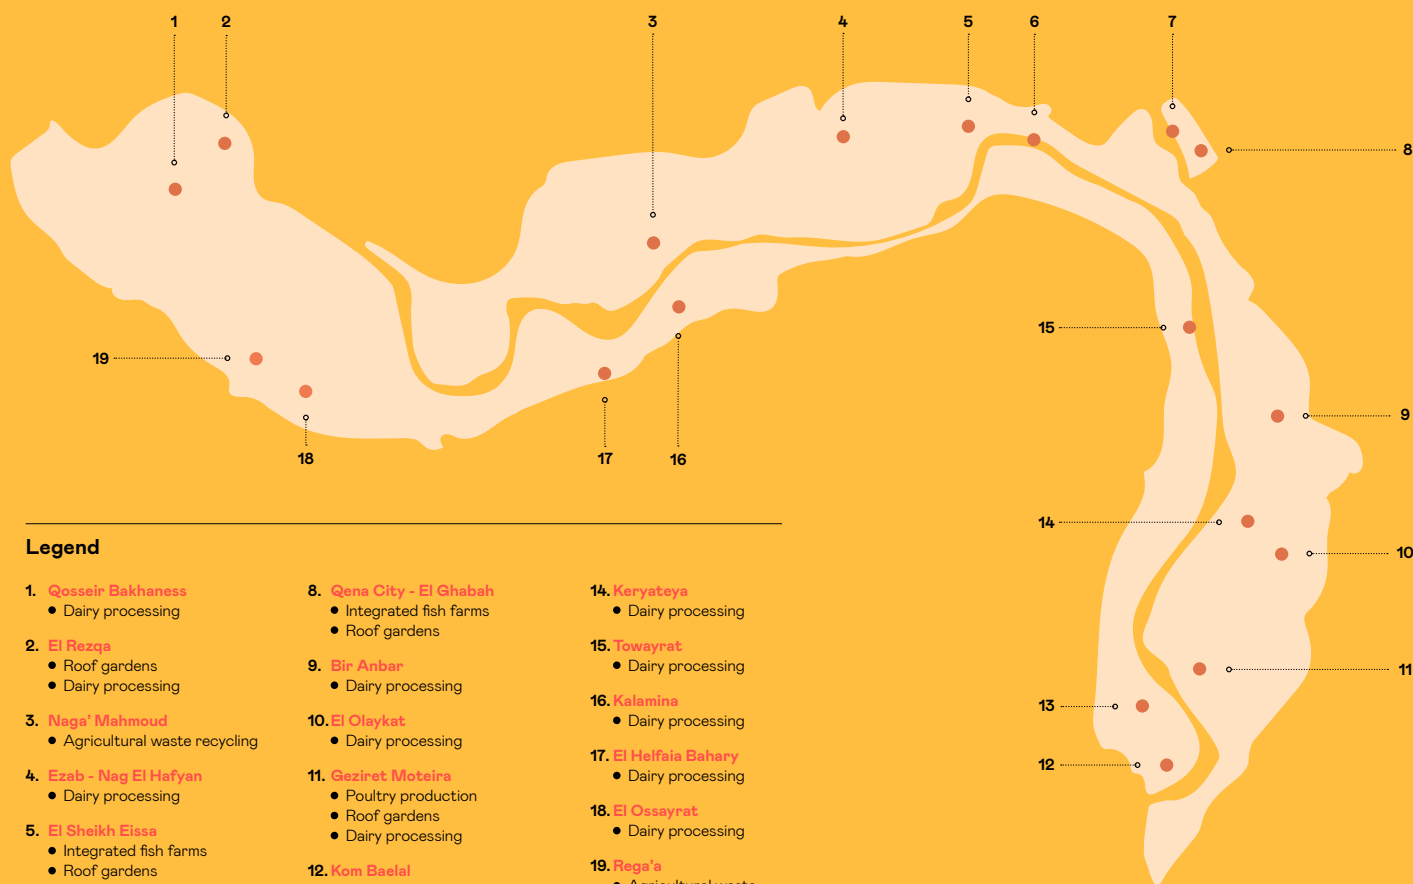 1
2
3
4
5
6
7
8
15
9
14
10
11
13
12
19
18
17
16
Legend
1. Qosseir Bakhaness
● Dairy processing
2. El Rezqa
● Roof gardens
● Dairy processing
3. Naga’ Mahmoud
● Agricultural waste recycling
4. Ezab - Nag El Hafyan
● Dairy processing
5. El Sheikh Eissa
● Integrated fish farms
● Roof gardens
8. Qena City - El Ghabah
● Integrated fish farms
● Roof gardens
9. Bir Anbar
● Dairy processing
10. El Olaykat
● Dairy processing
11. Geziret Moteira
● Poultry production
● Roof gardens
● Dairy processing
12. Kom Baelal
14. Keryateya
● Dairy processing
15. Towayrat
● Dairy processing
16. Kalamina
● Dairy processing
17. El Helfaia Bahary
● Dairy processing
18. El Ossayrat
● Dairy processing
19. Rega’a
● Agricultural waste